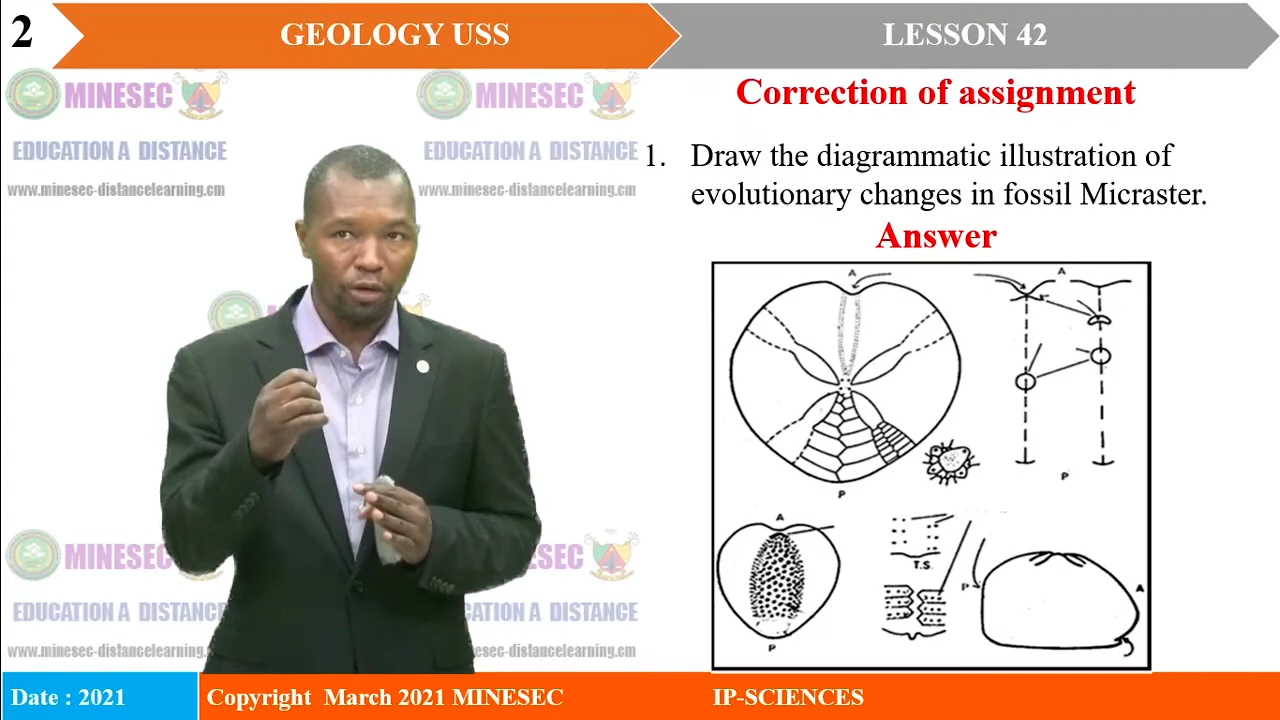 2
GEOLOGY USS
LESSON 42
MINESEC
EDUCATION A DISTANCE
www.minesec-distancelearning.cm
MINESEC
EDUCATION A DISTANCE
www.minesec-distancelearning.cm
Correction of assignment
1. Draw the diagrammatic illustration of
evolutionary changes in fossil Micraster.
Answer
A
A
P
P
A
T.S.
P
A
P
MINESEC
EDUCATION A DISTANCE
www.minesec-distancelearning.cm
Date : 2021
Copyright March 2021 MINESEC
IP-SCIENCES